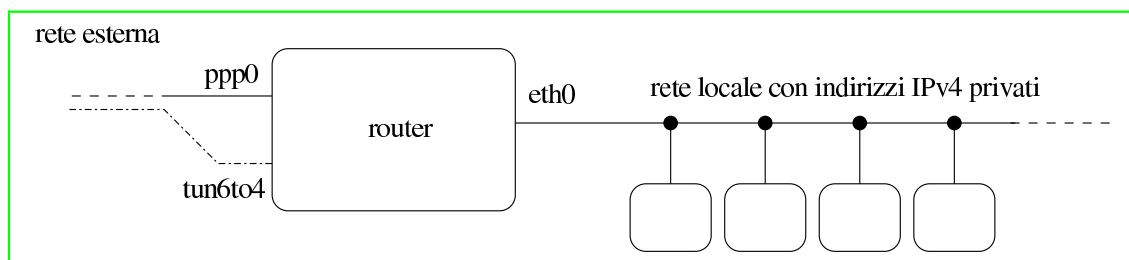 rete esterna
ppp0
eth0
rete locale con indirizzi IPv4 privati
router
tun6to4